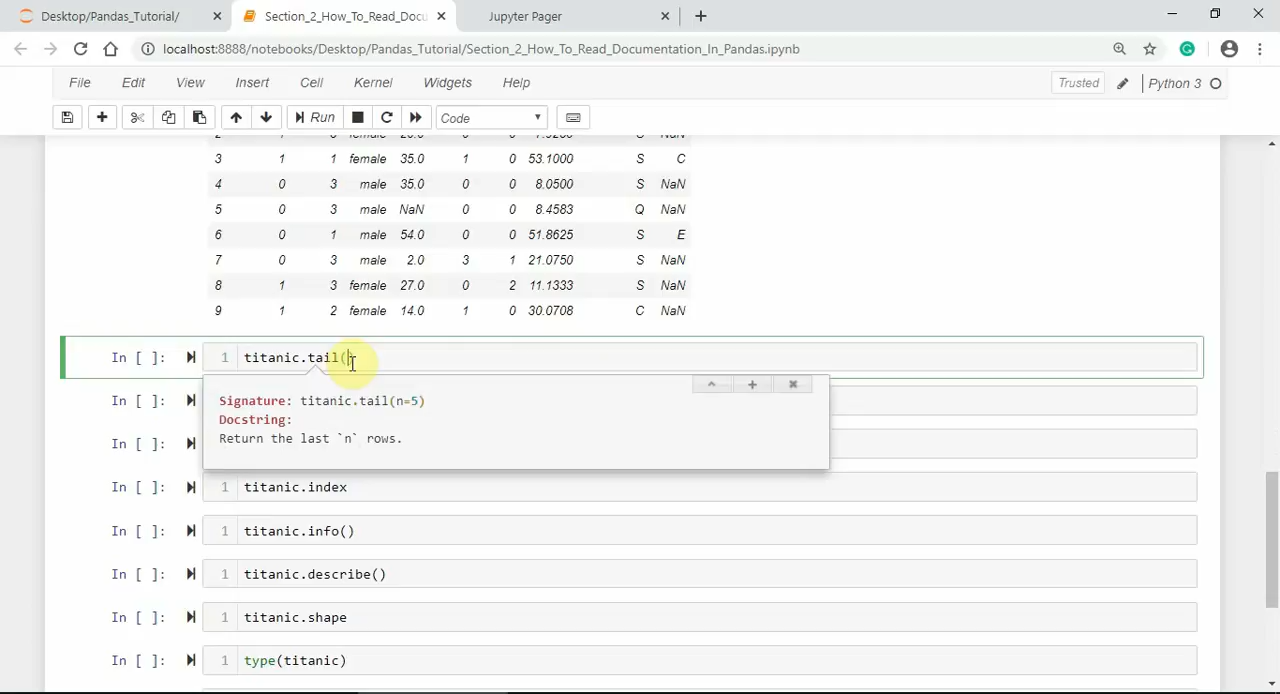 Desktop/Pandas_Tutorial/
Section_2_How_To_Read_Docu
Jupyter Pager
localhost:8888/notebooks/Desktop/Pandas_Tutorial/Section_2_How_To_Read_Documentation_In_Pandas.ipynb
File Edit View Insert Cell Kernel Widgets Help Trusted Python 3
Run Code
3 1 1 female 35.0 1 0 53.1000 S C
4 0 3 male 35.0 0 0 8.0500 S NaN
5 0 3 male NaN 0 0 8.4583 Q NaN
6 0 1 male 54.0 0 0 51.8625 S E
7 0 3 male 2.0 3 1 21.0750 S NaN
8 1 3 female 27.0 0 2 11.1333 S NaN
9 1 2 female 14.0 1 0 30.0708 C NaN
In [ ]: 1 titanic.tail()
Signature: titanic.tail(n=5)
Docstring:
Return the last `n` rows.
In [ ]:
In [ ]:
In [ ]: 1 titanic.index
In [ ]: 1 titanic.info()
In [ ]: 1 titanic.describe()
In [ ]: 1 titanic.shape
In [ ]: 1 type(titanic)